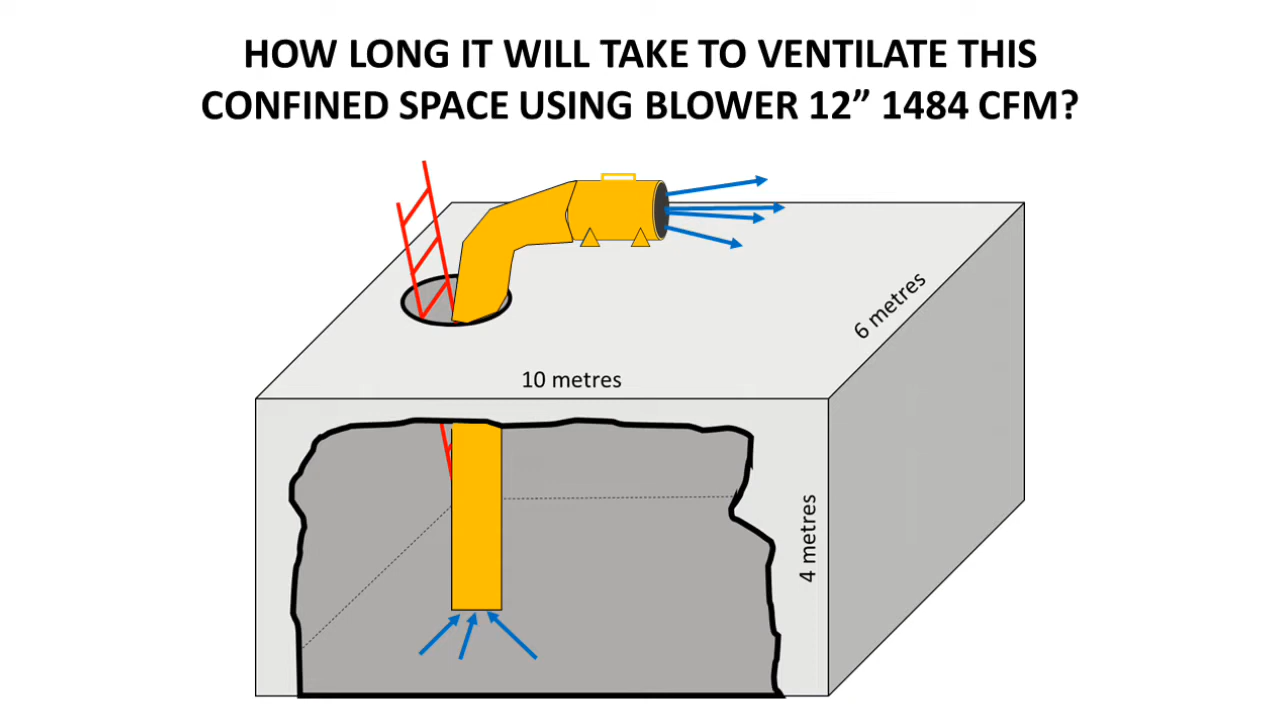 HOW LONG IT WILL TAKE TO VENTILATE THIS
CONFINED SPACE USING BLOWER 12” 1484 CFM?
6 metres
10 metres
4 metres